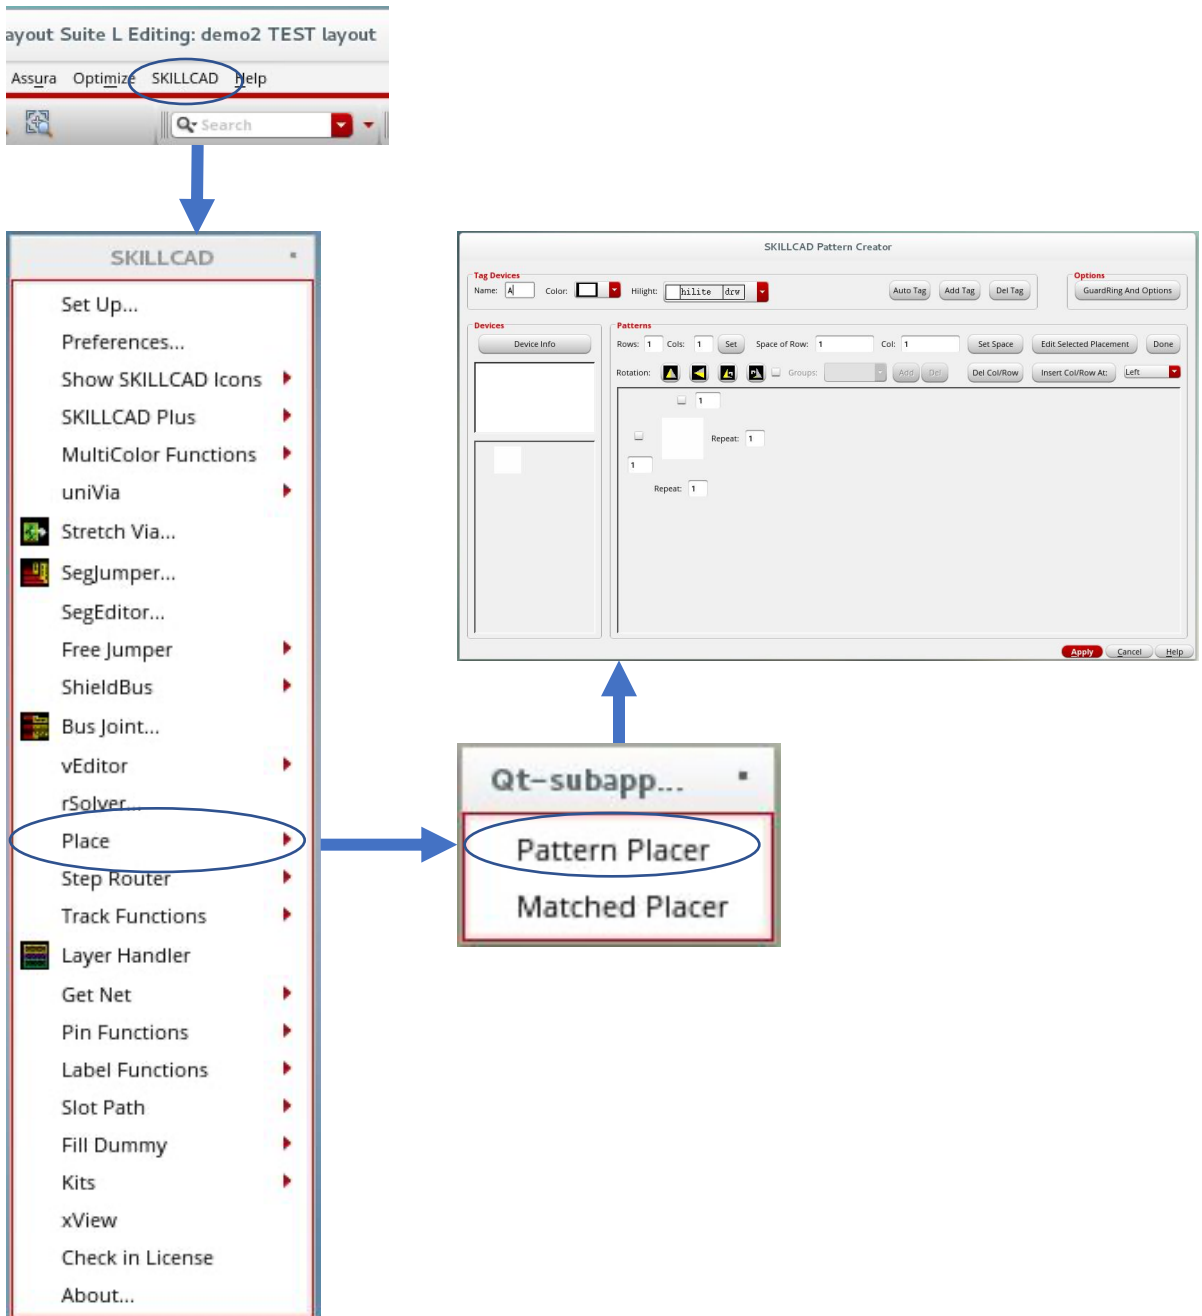 ayout Suite L Editing: demo2 TEST layout
Assura Optimize SKILLCAD Help
Search
SKILLCAD
Set Up...
Preferences...
Show SKILLCAD Icons
SKILLCAD Plus
MultiColor Functions
uniVia
Stretch Via...
SegJumper...
SegEditor...
Free Jumper
ShieldBus
Bus Joint...
vEditor
rSolver...
Place
Step Router
Track Functions
Layer Handler
Get Net
Pin Functions
Label Functions
Slot Path
Fill Dummy
Kits
xView
Check in License
About...
Qt-subapp...
Pattern Placer
Matched Placer
SKILLCAD Pattern Creator
Tag Devices
Name: A Color: Hilight: hilite drw Auto Tag Add Tag Del Tag
Options
GuardRing And Options
Devices
Device Info
Patterns
Rows: 1 Cols: 1 Set Space of Row: 1 Col: 1 Set Space Edit Selected Placement Done
Rotation: Groups: Add Del Del Col/Row Insert Col/Row At: Left
1
Repeat: 1
1
Repeat: 1
Apply Cancel Help